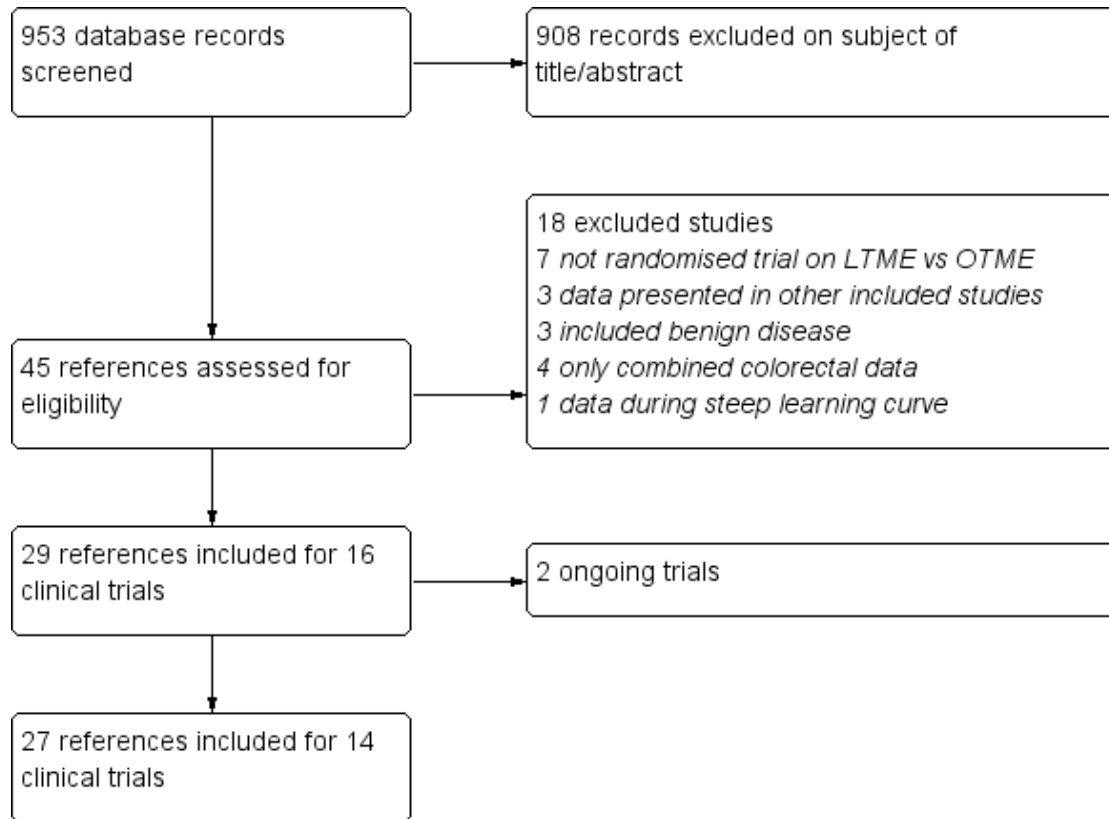 953 database records
screened
908 records excluded on subject of
title/abstract
18 excluded studies
7 not randomised trial on LTME vs OTME
3 data presented in other included studies
3 included benign disease
4 only combined colorectal data
1 data during steep learning curve
45 references assessed for
eligibility
29 references included for 16
clinical trials
2 ongoing trials
27 references included for 14
clinical trials